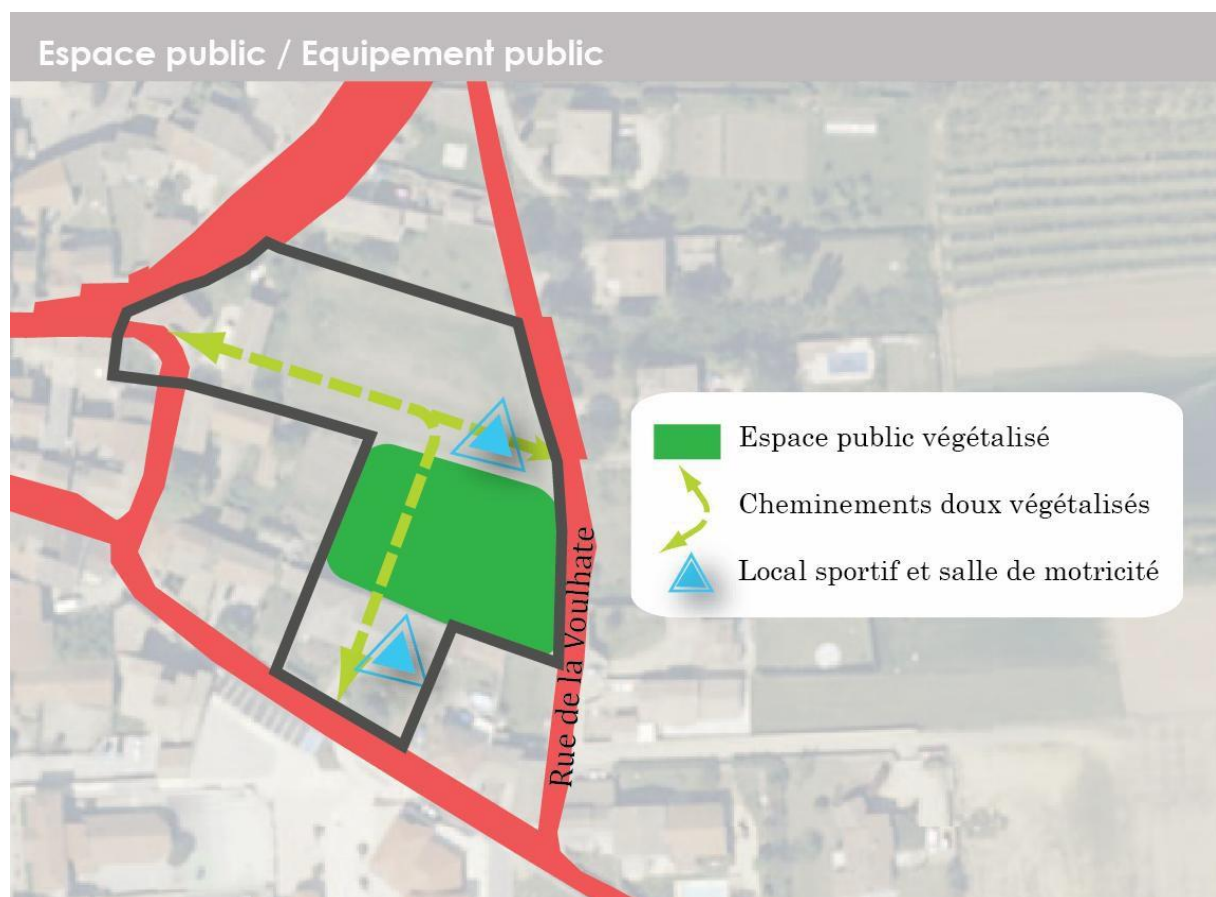 Espace public / Equipement public
Espace public végétalisé
Cheminements doux végétalisés
Local sportif et salle de motricité
Rue de la Voulhate